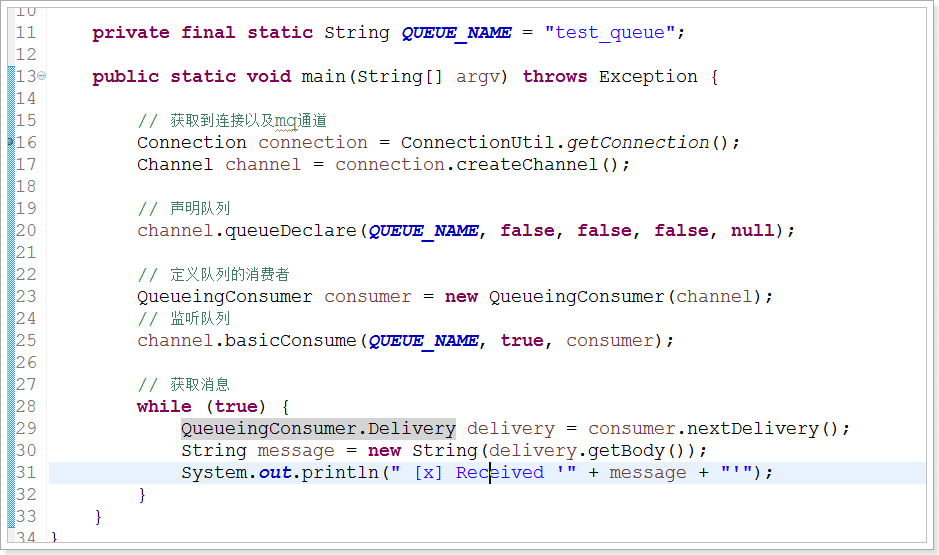 10
11    private final static String QUEUE_NAME = "test_queue";
12
13    public static void main(String[] argv) throws Exception {
14
15        // 获取到连接以及mq通道
16        Connection connection = ConnectionUtil.getConnection();
17        Channel channel = connection.createChannel();
18
19        // 声明队列
20        channel.queueDeclare(QUEUE_NAME, false, false, false, null);
21
22        // 定义队列的消费者
23        QueueingConsumer consumer = new QueueingConsumer(channel);
24        // 监听队列
25        channel.basicConsume(QUEUE_NAME, true, consumer);
26
27        // 获取消息
28        while (true) {
29            QueueingConsumer.Delivery delivery = consumer.nextDelivery();
30            String message = new String(delivery.getBody());
31            System.out.println(" [x] Received '" + message + "'");
32        }
33    }
34 }